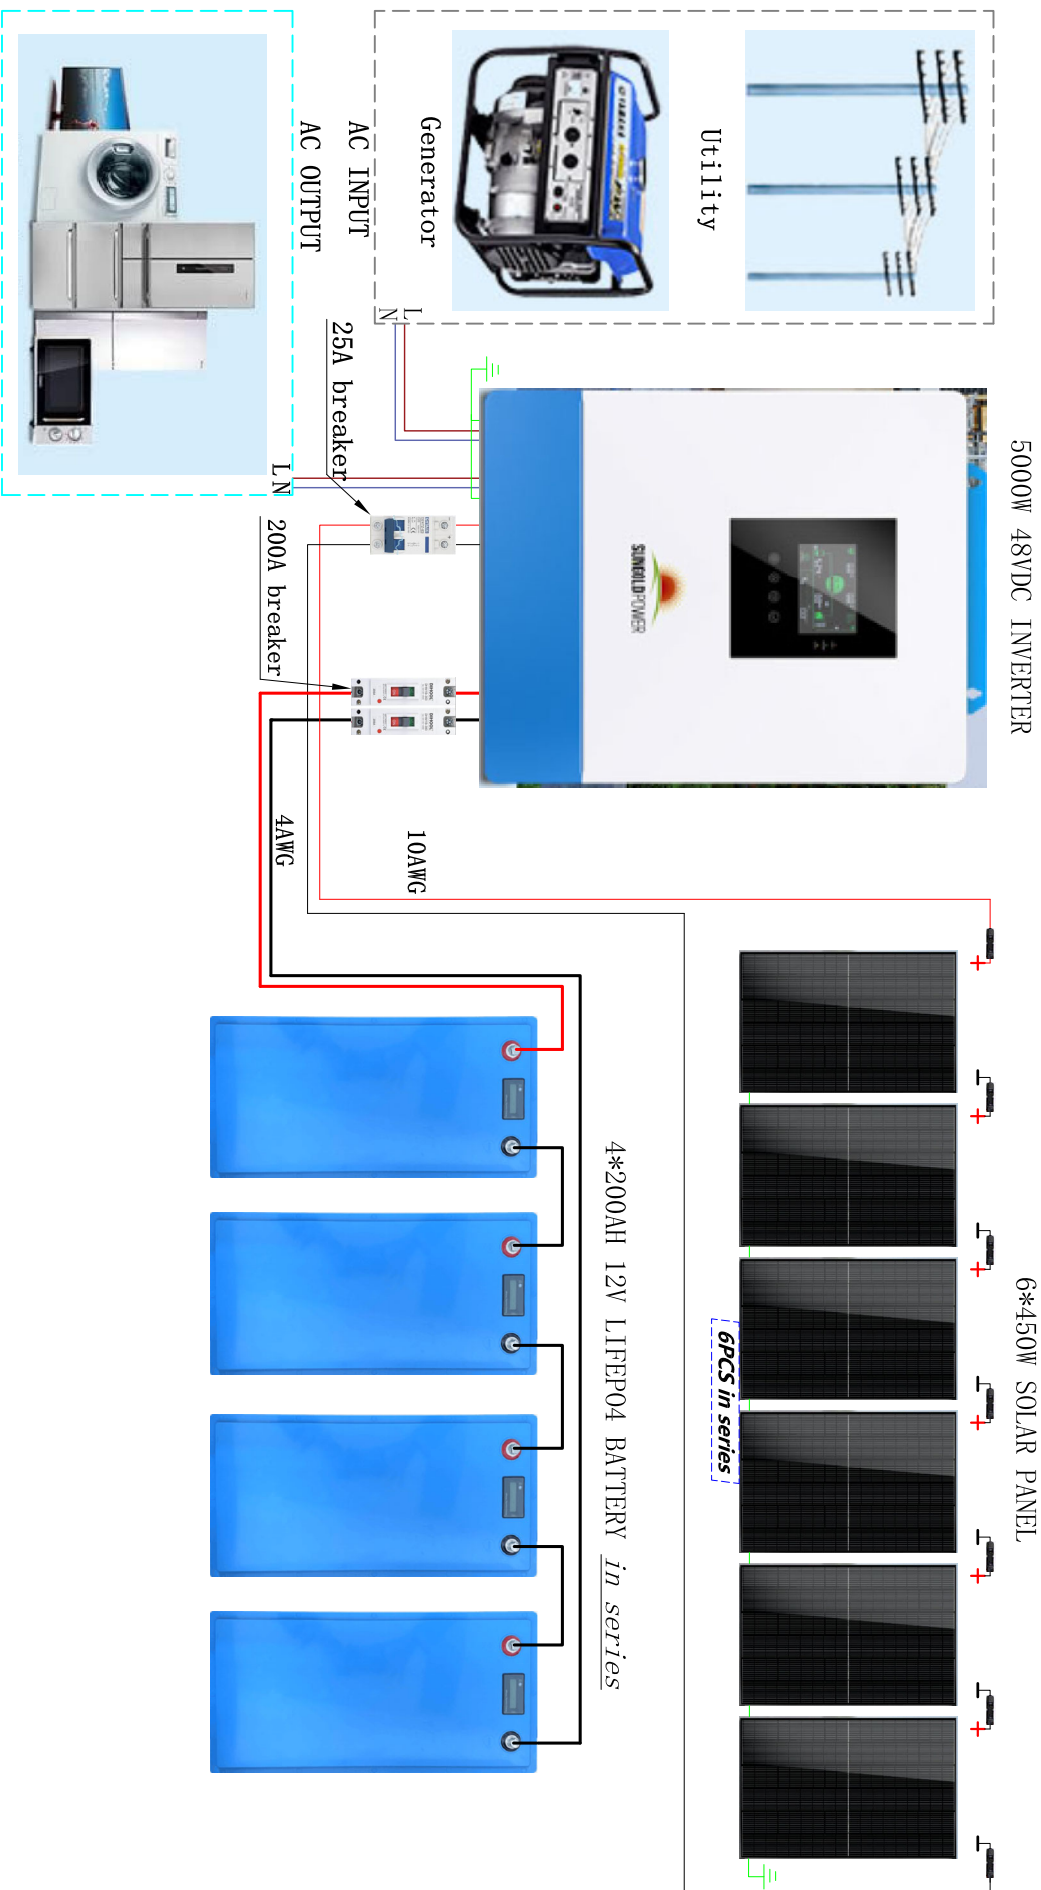 5000W 48VDC INVERTER
6*450W SOLAR PANEL
Utility
Generator
AC INPUT
AC OUTPUT
L
N
L N
25A breaker
200A breaker
SUNGOLDPOWER
10AWG
4AWG
6PCS in series
4*200AH 12V LIFEPO4 BATTERY in series